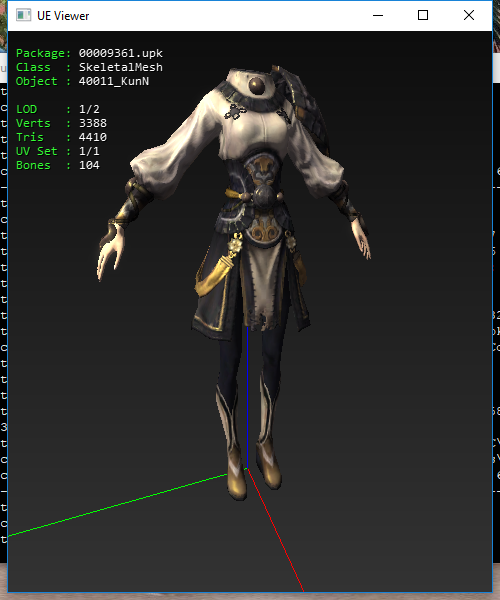 UE Viewer
Package: 00009361.upk
Class : SkeletalMesh
Object : 40011_KunN
LOD : 1/2
Verts : 3388
Tris : 4410
UV Set : 1/1
Bones : 104